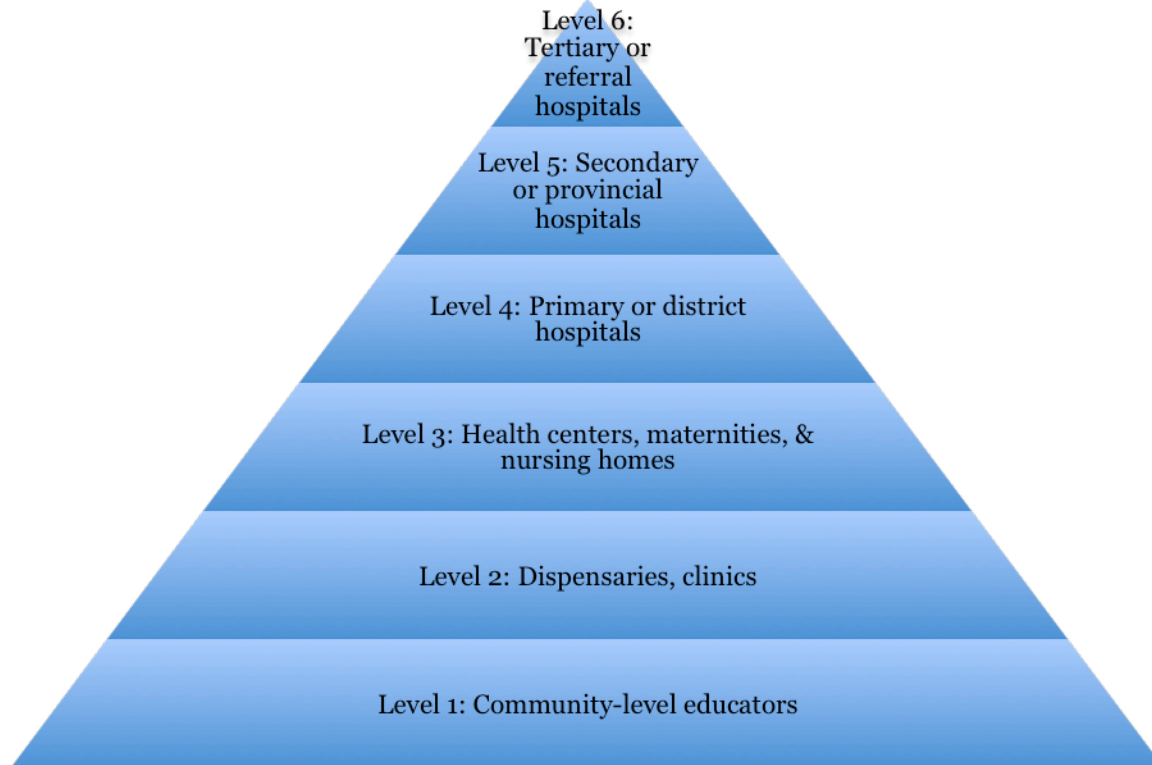 Level 6:
Tertiary or
referral
hospitals
Level 5: Secondary
or provincial
hospitals
Level 4: Primary or district
hospitals
Level 3: Health centers, maternities, &
nursing homes
Level 2: Dispensaries, clinics
Level 1: Community-level educators